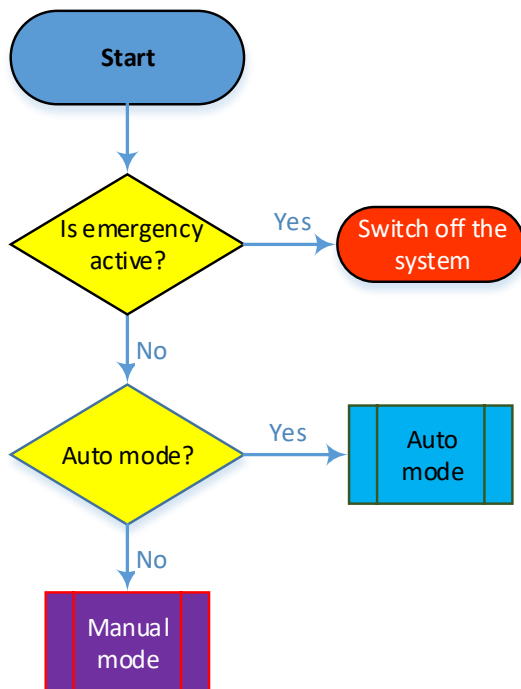 Start
Is emergency
active?
Yes
Switch off the
system
No
Auto mode?
Yes
Auto
mode
No
Manual
mode